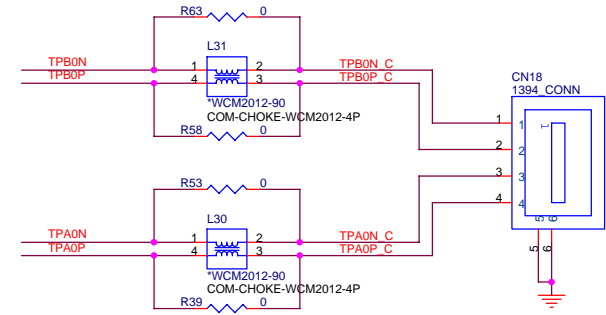 R63 0
L31
TPB0N 1 2 TPB0N_C
TPB0P 4 3 TPB0P_C
*WCM2012-90
COM-CHOKE-WCM2012-4P
R58 0
CN18
1394_CONN
1 1 1
2 2
3 3
4 4
5 6
5 6
R53 0
L30
TPA0N 1 2 TPA0N_C
TPA0P 4 3 TPA0P_C
*WCM2012-90
COM-CHOKE-WCM2012-4P
R39 0